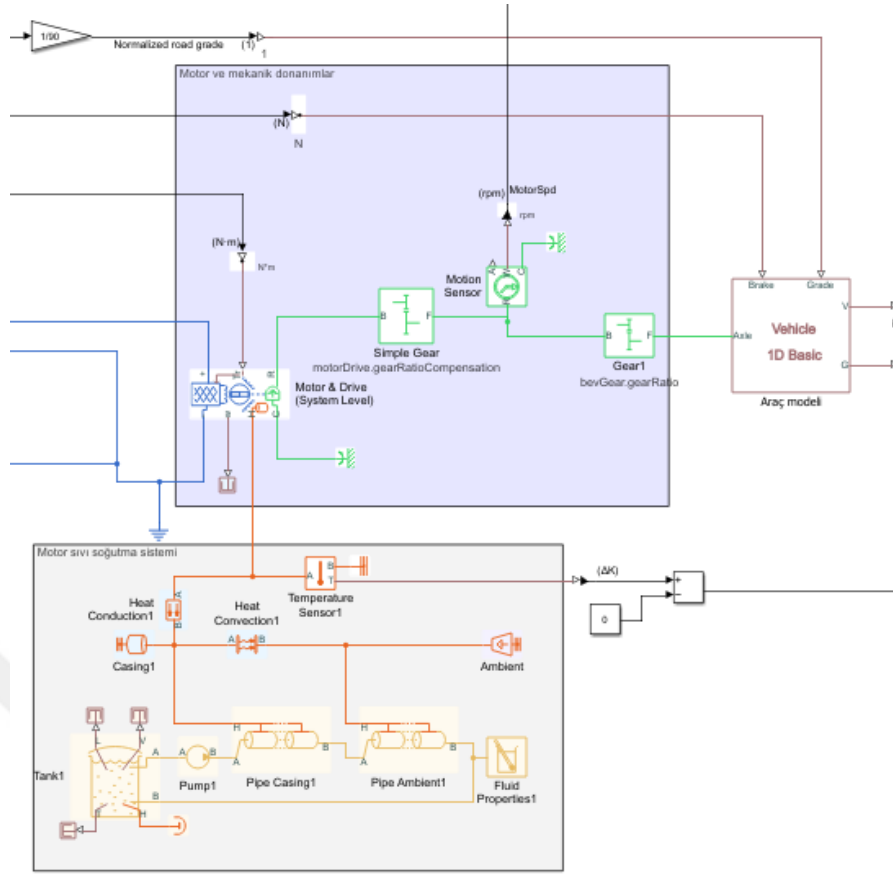 1/90
Normalized road grade
(1)
1
Motor ve mekanik donanımlar
(N)
N
(rpm)
MotorSpd
rpm
(N·m)
N*m
Motion
Sensor
W
C
B
F
Simple Gear
motorDrive.gearRatioCompensation
B
F
Gear1
bevGear.gearRatio
Brake
Grade
Axle
V
G
Vehicle
1D Basic
Araç modeli
+
R
Motor & Drive
(System Level)
H
C
Motor sıvı soğutma sistemi
A
B
T
Temperature
Sensor1
(ΔK)
+
−
0
Heat
Conduction1
A
B
Heat
Convection1
A
B
Casing1
Ambient
H
A
B
Pipe Casing1
H
A
B
Pipe Ambient1
Tank1
L
V
A
B
H
A
B
Pump1
Fluid
Properties1